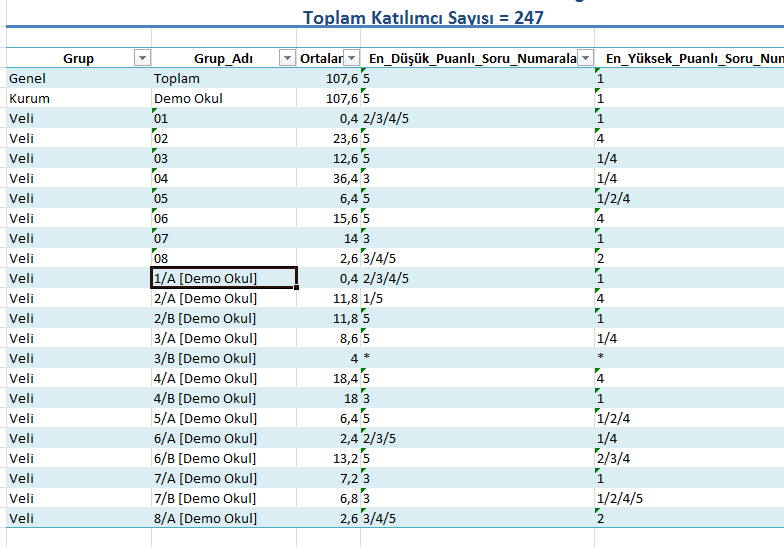 Toplam Katılımcı Sayısı = 247
Grup Grup_Adı Ortalar En_Düşük_Puanlı_Soru_Numarala En_Yüksek_Puanlı_Soru_Nun
Genel Toplam 107,6 5 1
Kurum Demo Okul 107,6 5 1
Veli 01 0,4 2/3/4/5 1
Veli 02 23,6 5 4
Veli 03 12,6 5 1/4
Veli 04 36,4 3 1/4
Veli 05 6,4 5 1/2/4
Veli 06 15,6 5 4
Veli 07 14 3 1
Veli 08 2,6 3/4/5 2
Veli 1/A [Demo Okul] 0,4 2/3/4/5 1
Veli 2/A [Demo Okul] 11,8 1/5 4
Veli 2/B [Demo Okul] 11,8 5 1
Veli 3/A [Demo Okul] 8,6 5 1/4
Veli 3/B [Demo Okul] 4 * *
Veli 4/A [Demo Okul] 18,4 5 4
Veli 4/B [Demo Okul] 18 3 1
Veli 5/A [Demo Okul] 6,4 5 1/2/4
Veli 6/A [Demo Okul] 2,4 2/3/5 1/4
Veli 6/B [Demo Okul] 13,2 5 2/3/4
Veli 7/A [Demo Okul] 7,2 3 1
Veli 7/B [Demo Okul] 6,8 3 1/2/4/5
Veli 8/A [Demo Okul] 2,6 3/4/5 2